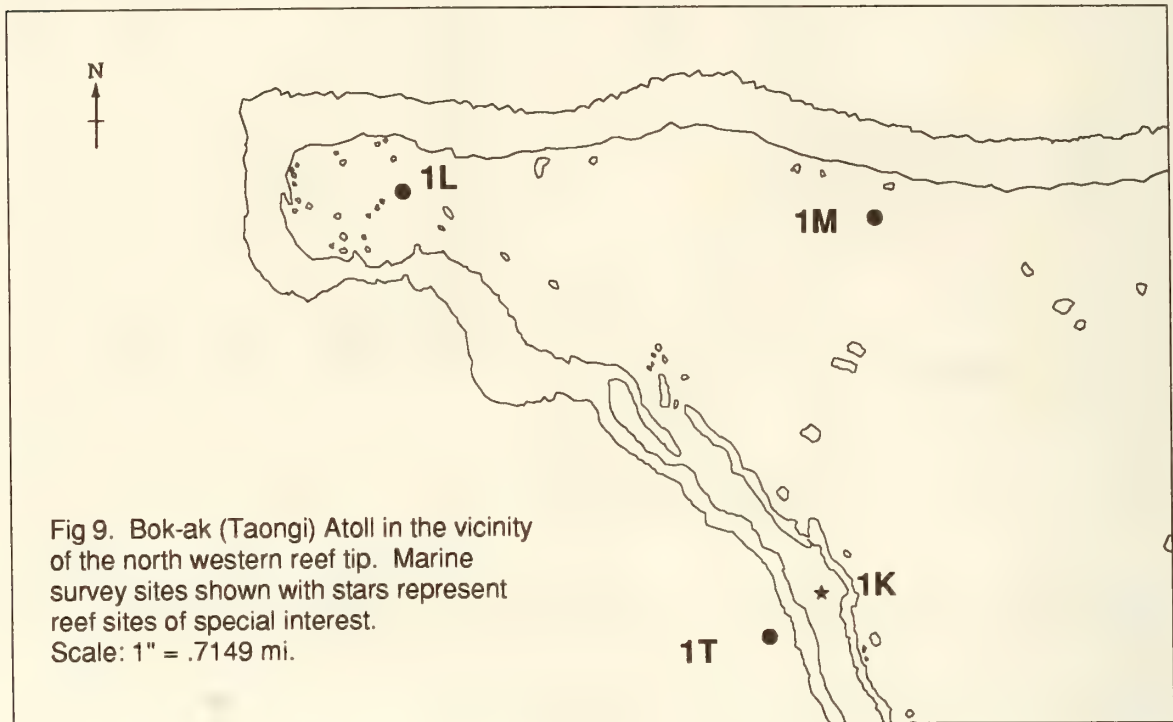 N
1L
1M
Fig 9. Bok-ak (Taongi) Atoll in the vicinity
of the north western reef tip. Marine
survey sites shown with stars represent
reef sites of special interest.
Scale: 1" = .7149 mi.
1K
1T